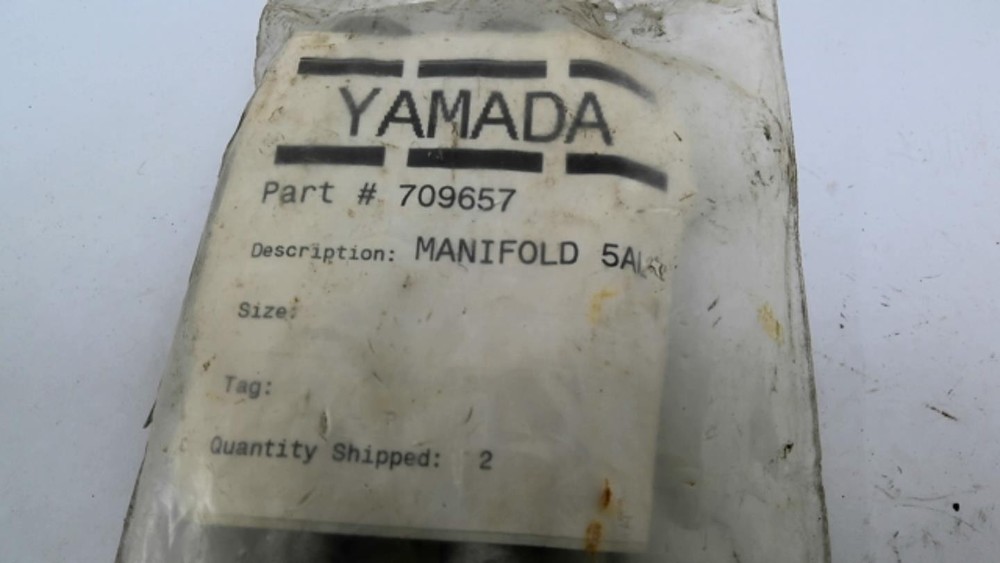 YAMADA
Part # 709657
Description: MANIFOLD
Size:
Tag:
Quantity Shipped: 2